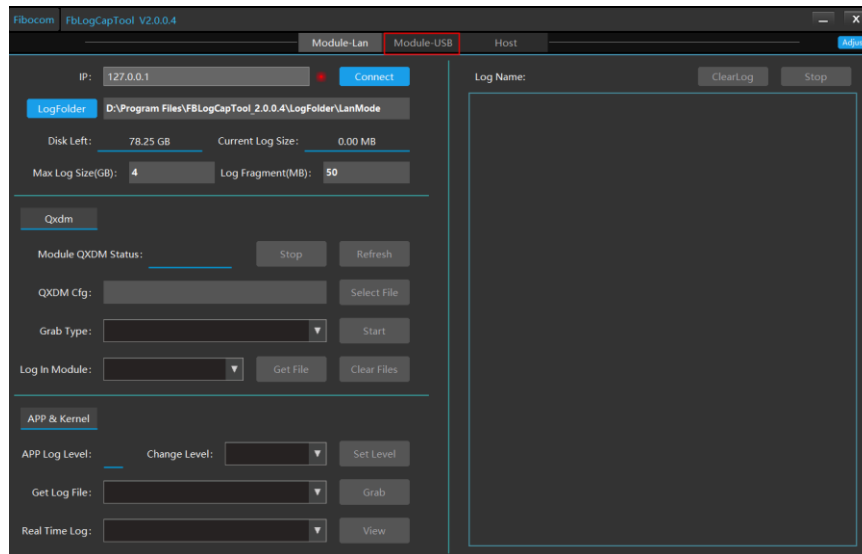 Fibocom FbLogCapTool V2.0.0.4
Module-Lan Module-USB Host
IP: 127.0.0.1 Connect
LogFolder D:\Program Files\FBLogCapTool_2.0.0.4\LogFolder\LanMode
Disk Left: 78.25 GB Current Log Size: 0.00 MB
Max Log Size(GB): 4 Log Fragment(MB): 50
Qxdm
Module QXDM Status: Stop Refresh
QXDM Cfg: Select File
Grab Type: Start
Log In Module: Get File Clear Files
APP & Kernel
APP Log Level: Change Level: Set Level
Get Log File: Grab
Real Time Log: View
Log Name: ClearLog Stop